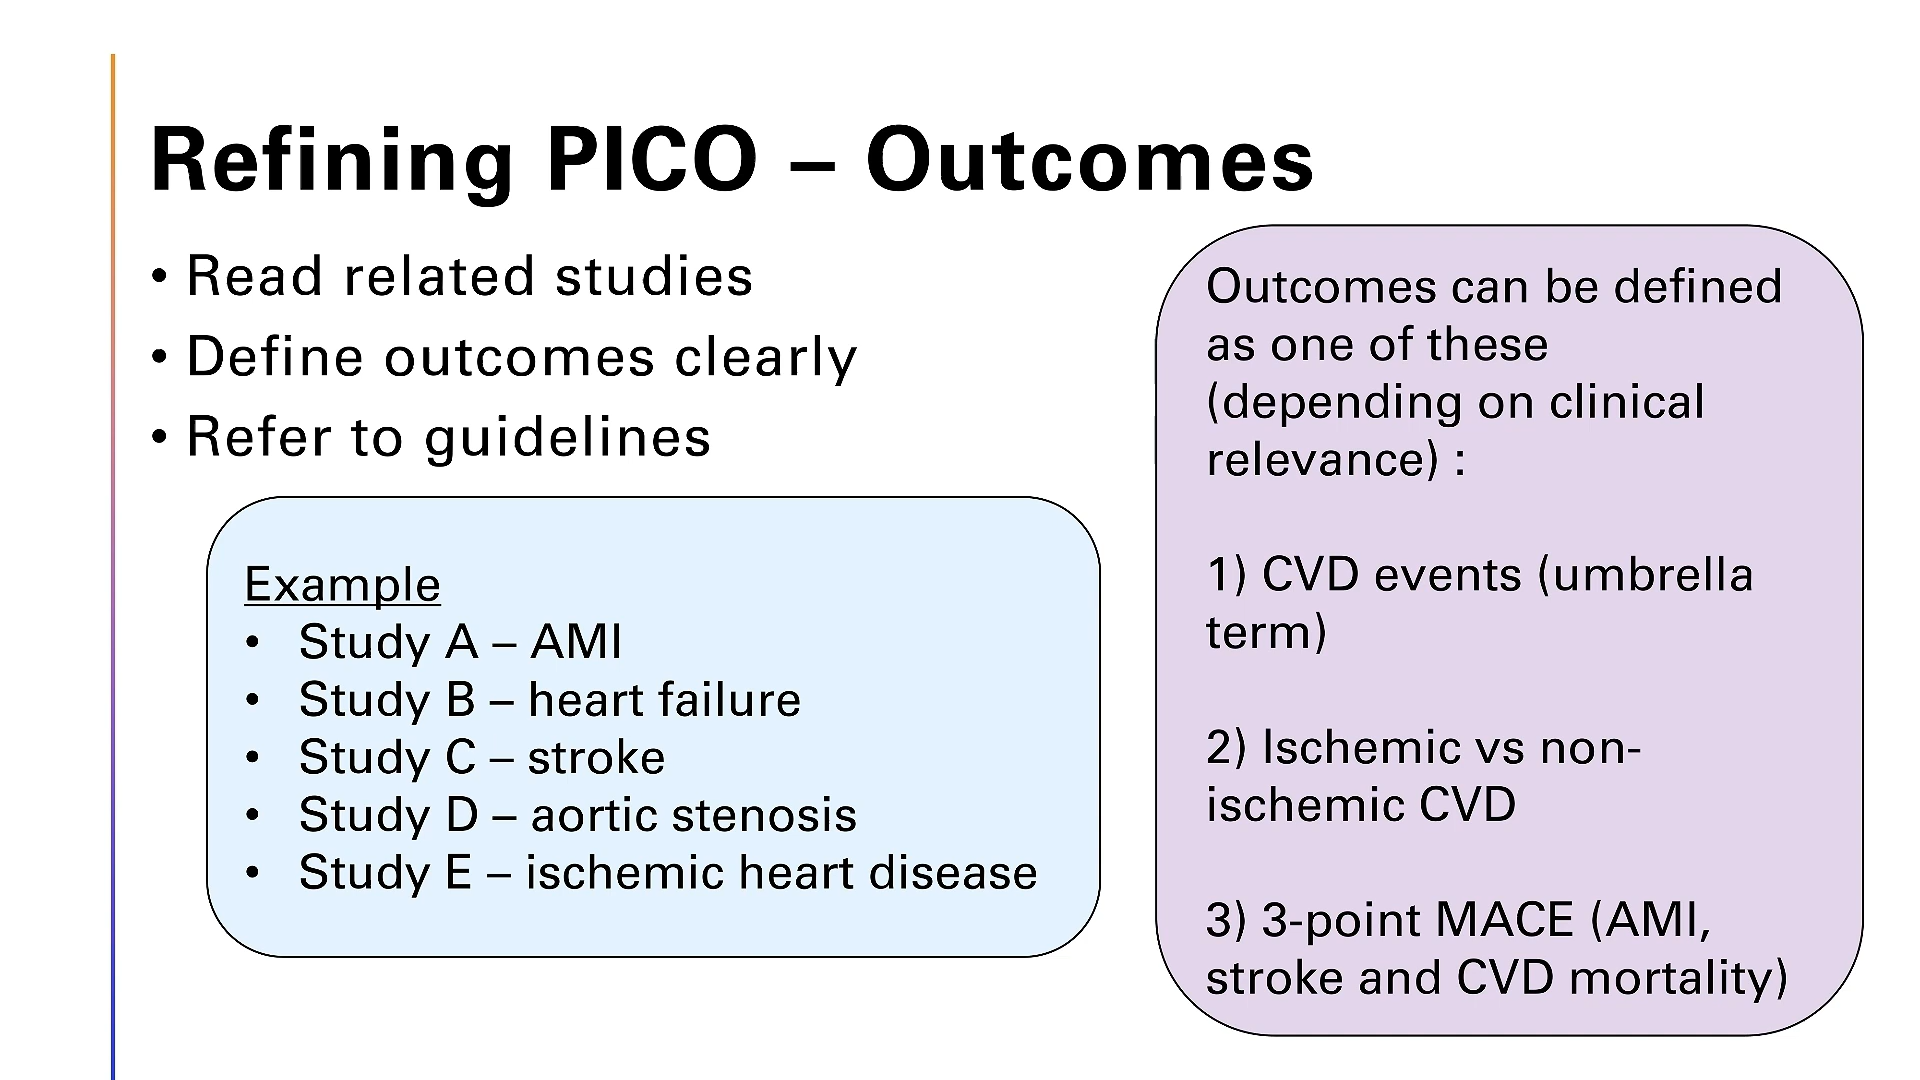 Refining PICO – Outcomes
• Read related studies
• Define outcomes clearly
• Refer to guidelines
Example
• Study A – AMI
• Study B – heart failure
• Study C – stroke
• Study D – aortic stenosis
• Study E – ischemic heart disease
Outcomes can be defined
as one of these
(depending on clinical
relevance) :
1) CVD events (umbrella
term)
2) Ischemic vs non-
ischemic CVD
3) 3-point MACE (AMI,
stroke and CVD mortality)